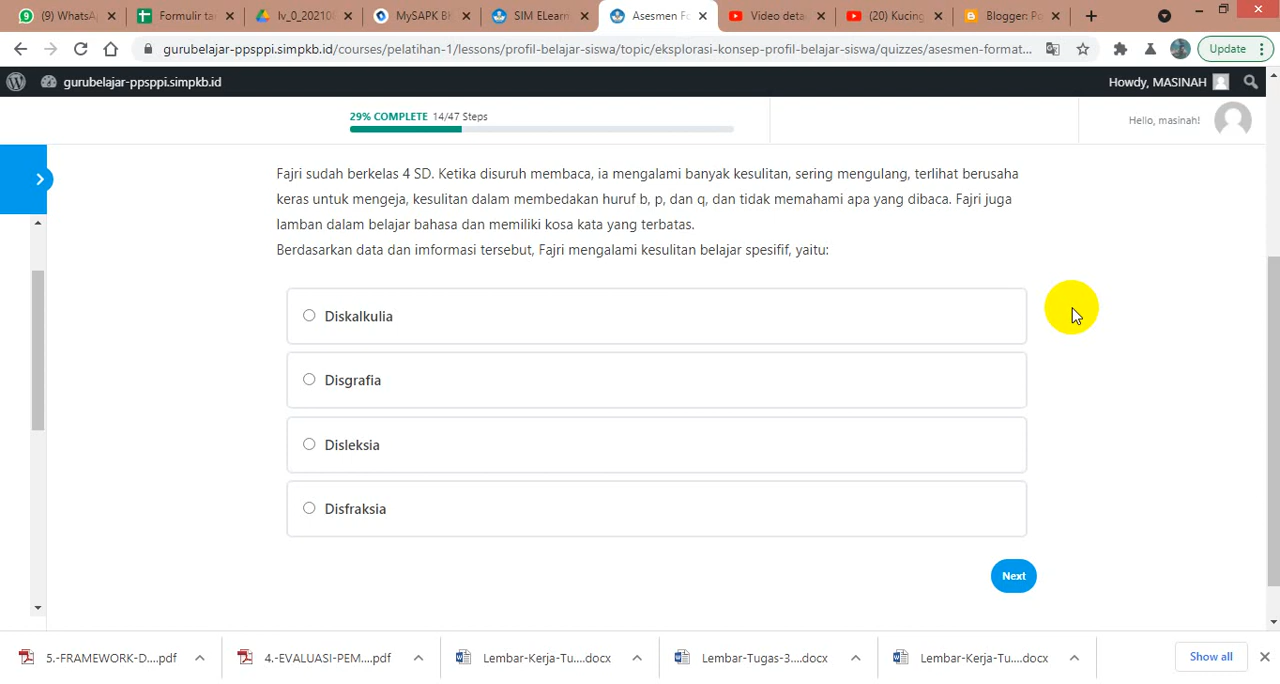 (9) WhatsA
Formulir ta
lv_0_20210
MySAPK BK
SIM ELearn
Asesmen Fo
Video deta
(20) Kucing
Blogger: Po
gurubelajar-ppsppi.simpkb.id/courses/pelatihan-1/lessons/profil-belajar-siswa/topic/eksplorasi-konsep-profil-belajar-siswa/quizzes/asesmen-format...
Update
gurubelajar-ppsppi.simpkb.id
Howdy, MASINAH
29% COMPLETE 14/47 Steps
Hello, masinah!
Fajri sudah berkelas 4 SD. Ketika disuruh membaca, ia mengalami banyak kesulitan, sering mengulang, terlihat berusaha
keras untuk mengeja, kesulitan dalam membedakan huruf b, p, dan q, dan tidak memahami apa yang dibaca. Fajri juga
lamban dalam belajar bahasa dan memiliki kosa kata yang terbatas.
Berdasarkan data dan imformasi tersebut, Fajri mengalami kesulitan belajar spesifif, yaitu:
Diskalkulia
Disgrafia
Disleksia
Disfraksia
Next
5.-FRAMEWORK-D....pdf
4.-EVALUASI-PEM....pdf
Lembar-Kerja-Tu....docx
Lembar-Tugas-3....docx
Lembar-Kerja-Tu....docx
Show all